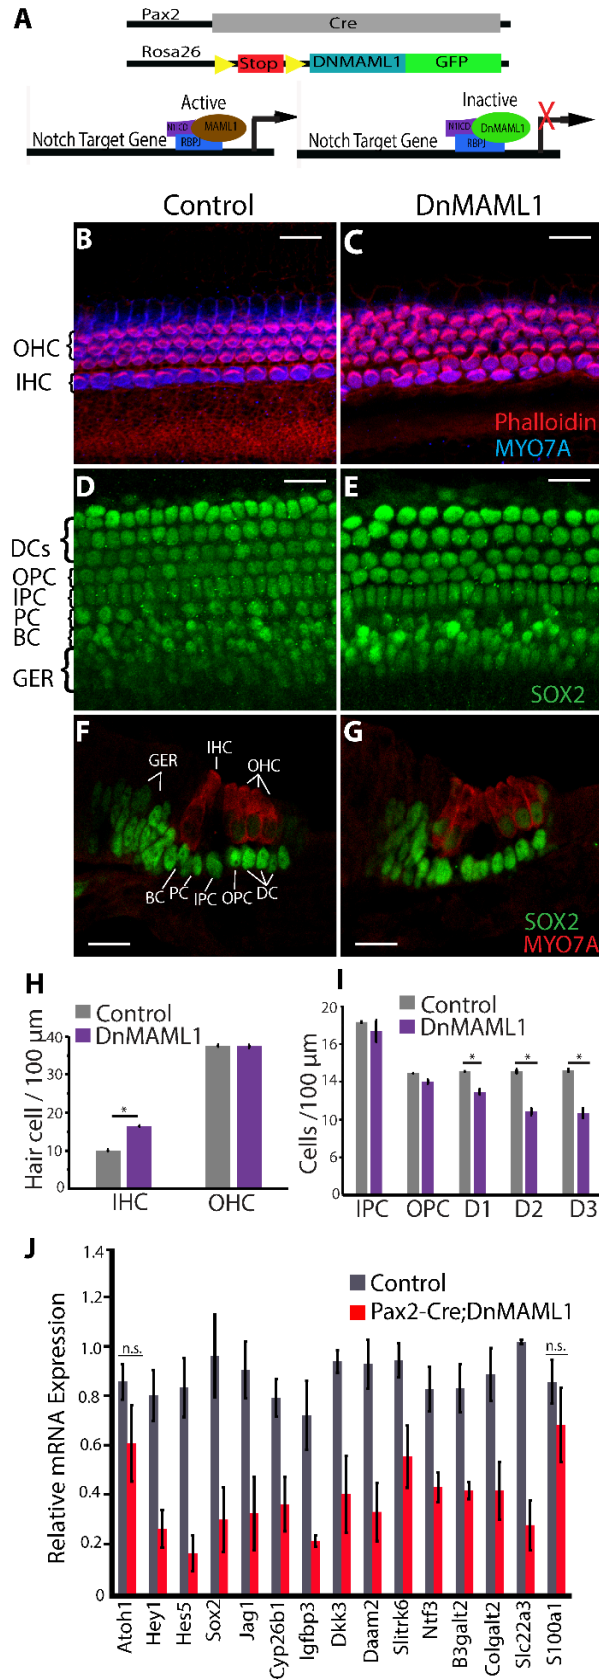 A
Pax2
Cre
Rosa26
Stop
DNMAML1
GFP
Active
N1ICD
MAML1
RBPJ
Notch Target Gene
Inactive
N1ICD
DnMAML1
RBPJ
Notch Target Gene
X
Control
DnMAML1
B
C
OHC
IHC
Phalloidin
MYO7A
D
E
DCs
OPC
IPC
PC
BC
GER
SOX2
F
G
GER
IHC
OHC
BC
PC
IPC
OPC
DC
SOX2
MYO7A
H
Control
DnMAML1
Hair cell / 100 µm
40
30
20
10
0
*
IHC
OHC
I
Control
DnMAML1
Cells /100 µm
20
18
14
10
6
0
*
*
*
IPC
OPC
D1
D2
D3
J
Control
Pax2-Cre;DnMAML1
Relative mRNA Expression
1.4
1.2
1.0
0.8
0.6
0.4
0.2
0
n.s.
n.s.
Atoh1
Hey1
Hes5
Sox2
Jag1
Cyp26b1
Igfbp3
Dkk3
Daam2
Slitrk6
Ntf3
B3galt2
Colgalt2
Slc22a3
S100a1